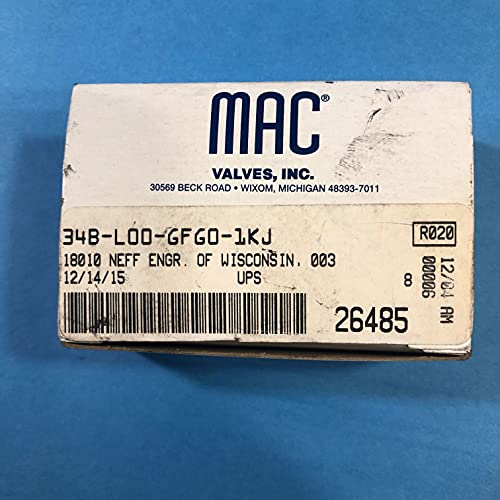 MAC®
VALVES, INC.
30569 BECK ROAD • WIXOM, MICHIGAN 48393-7011
34B-L00-GFG0-1KJ
R020
18010 NEFF ENGR. OF WISCONSIN, 003
12/14/15 UPS 8
26485
12/04 AM
00006